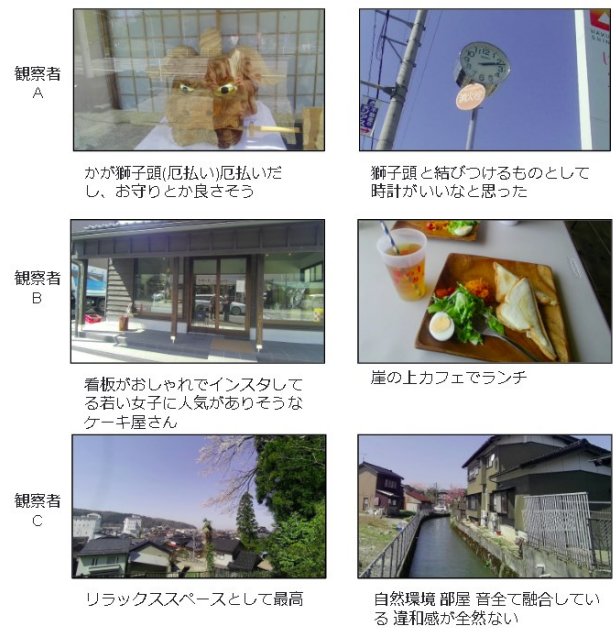 観察者
A
かが獅子頭(厄払い)厄払いだ
し、お守りとか良さそう
獅子頭と結びつけるものとして
時計がいいなと思った
観察者
B
看板がおしゃれでインスタして
る若い女子に人気がありそうな
ケーキ屋さん
崖の上カフェでランチ
観察者
C
リラックススペースとして最高
自然環境 部屋 音全て融合してい
る 違和感が全然ない